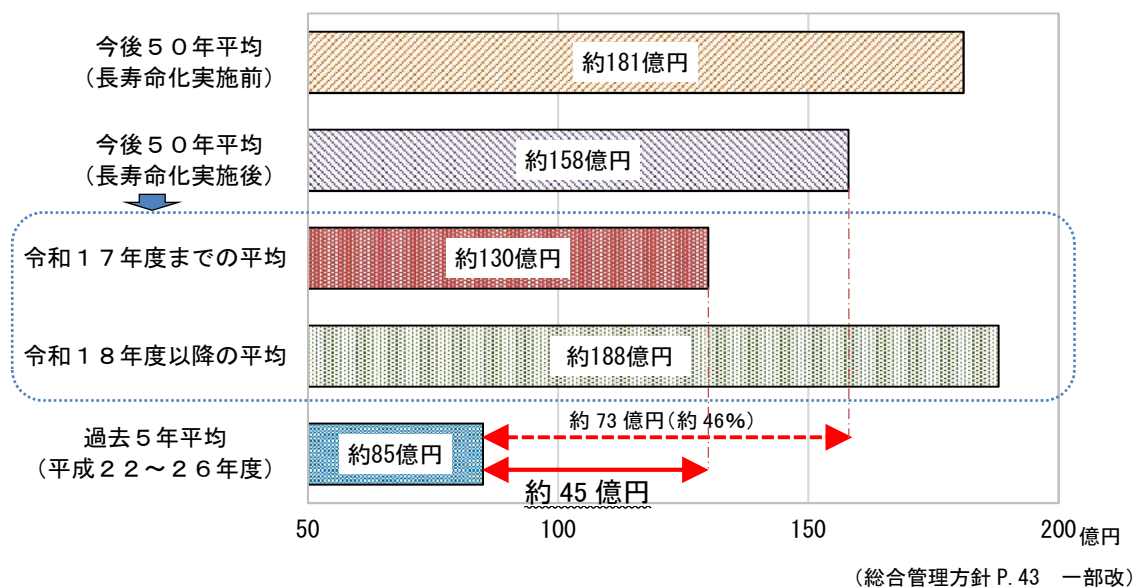 今後５０年平均
（長寿命化実施前）
約181億円
今後５０年平均
（長寿命化実施後）
約158億円
令和１７年度までの平均
約130億円
令和１８年度以降の平均
約188億円
過去５年平均
（平成２２～２６年度）
約85億円
約 73 億円（約 46%）
約 45 億円
50 100 150 200 億円
（総合管理方針 P. 43　一部改）